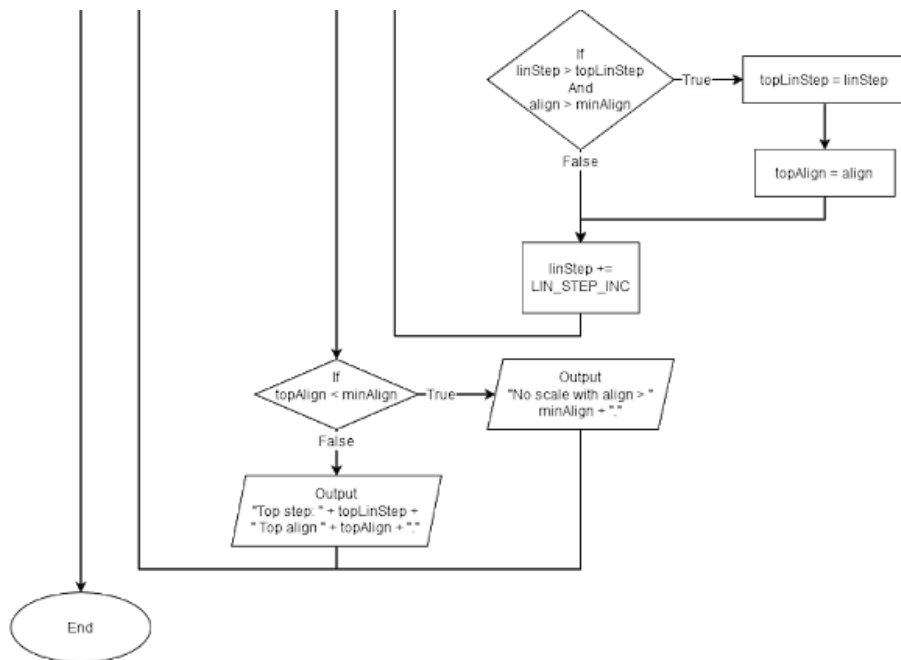 If
linStep > topLinStep
And
align > minAlign
True
topLinStep = linStep
False
topAlign = align
linStep +=
LIN_STEP_INC
If
topAlign < minAlign
True
Output
"No scale with align > "
minAlign + "."
False
Output
"Top step: " + topLinStep +
" Top align " + topAlign + "."
End